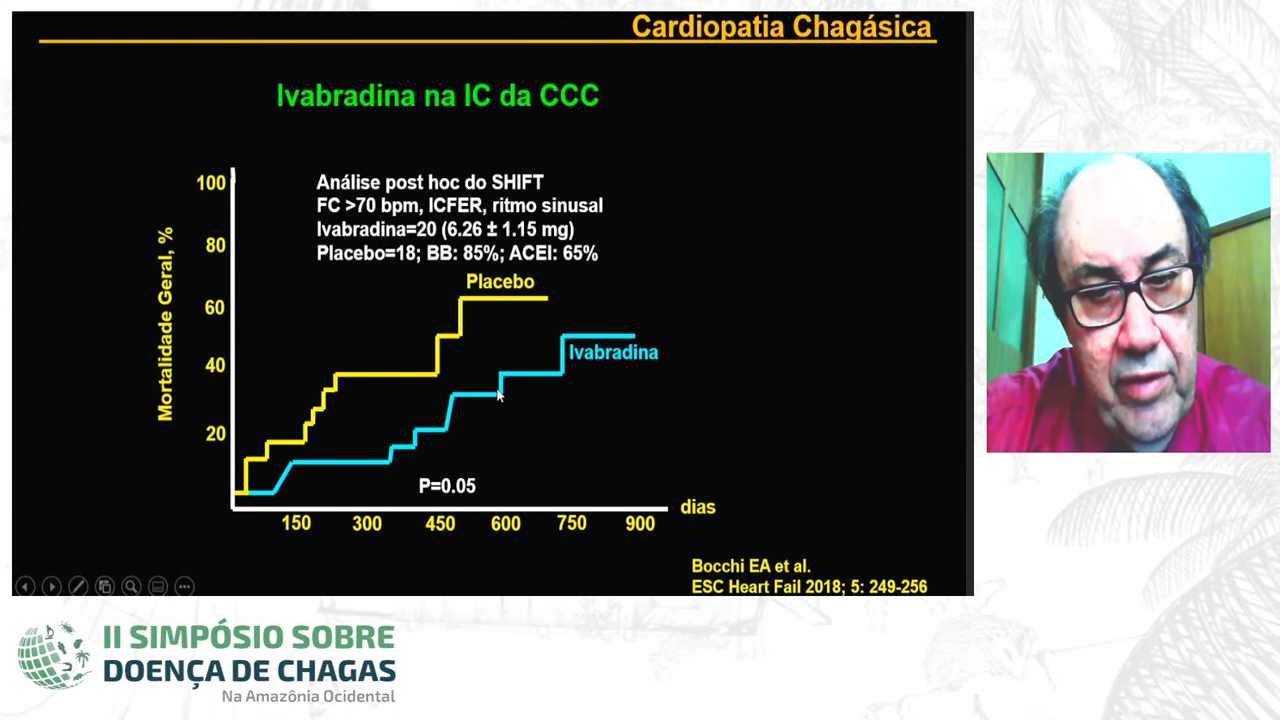 Cardiopatia Chagásica
Ivabradina na IC da CCC
Análise post hoc do SHIFT
FC >70 bpm, ICFER, ritmo sinusal
Ivabradina=20 (6.26 ± 1.15 mg)
Placebo=18; BB: 85%; ACEI: 65%
Mortalidade Geral, %
100
80
60
40
20
Placebo
Ivabradina
P=0.05
150 300 450 600 750 900
dias
Bocchi EA et al.
ESC Heart Fail 2018; 5: 249-256
II SIMPÓSIO SOBRE
DOENÇA DE CHAGAS
Na Amazônia Ocidental